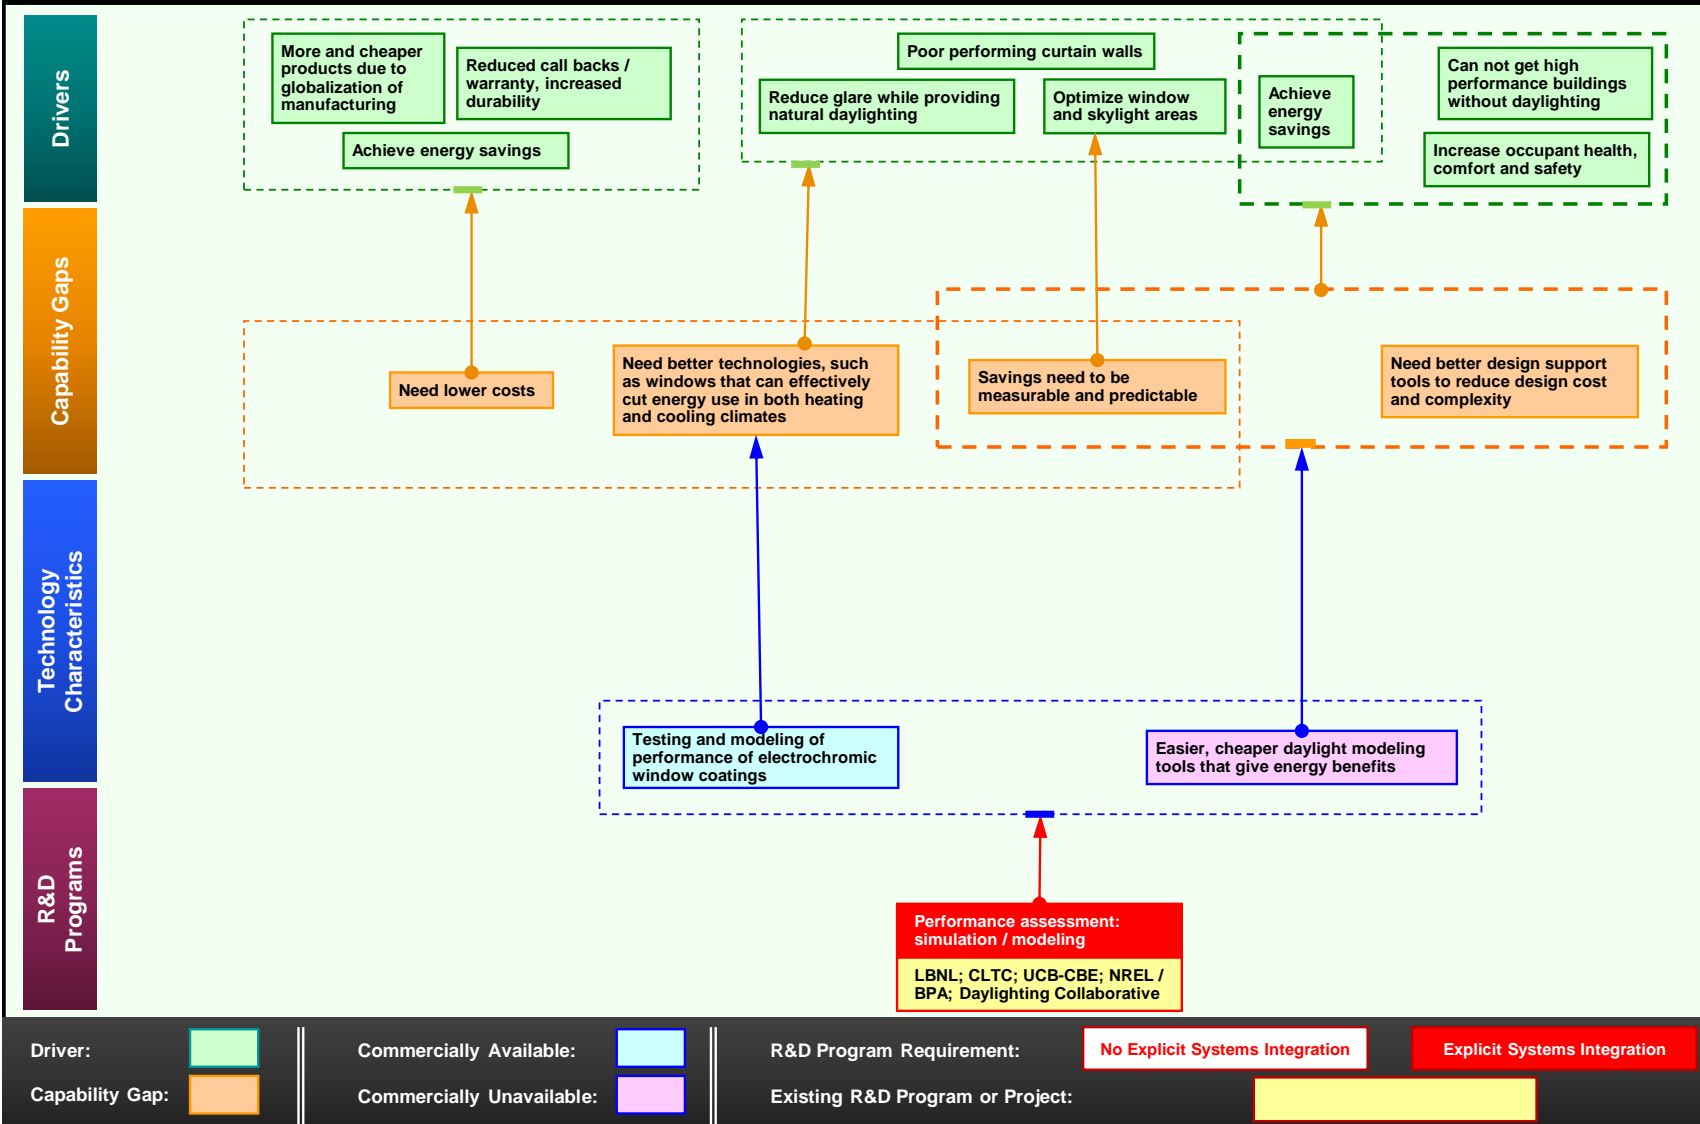 Drivers
More and cheaper
products due to
globalization of
manufacturing
Reduced call backs /
warranty, increased
durability
Achieve energy savings
Poor performing curtain walls
Reduce glare while providing
natural daylighting
Optimize window
and skylight areas
Achieve
energy
savings
Can not get high
performance buildings
without daylighting
Increase occupant health,
comfort and safety
Capability Gaps
Need lower costs
Need better technologies, such
as windows that can effectively
cut energy use in both heating
and cooling climates
Savings need to be
measurable and predictable
Need better design support
tools to reduce design cost
and complexity
Technology
Characteristics
Testing and modeling of
performance of electrochromic
window coatings
Easier, cheaper daylight modeling
tools that give energy benefits
R&D
Programs
Performance assessment:
simulation / modeling
LBNL; CLTC; UCB-CBE; NREL /
BPA; Daylighting Collaborative
Driver:
Capability Gap:
Commercially Available:
Commercially Unavailable:
R&D Program Requirement:
No Explicit Systems Integration
Explicit Systems Integration
Existing R&D Program or Project: